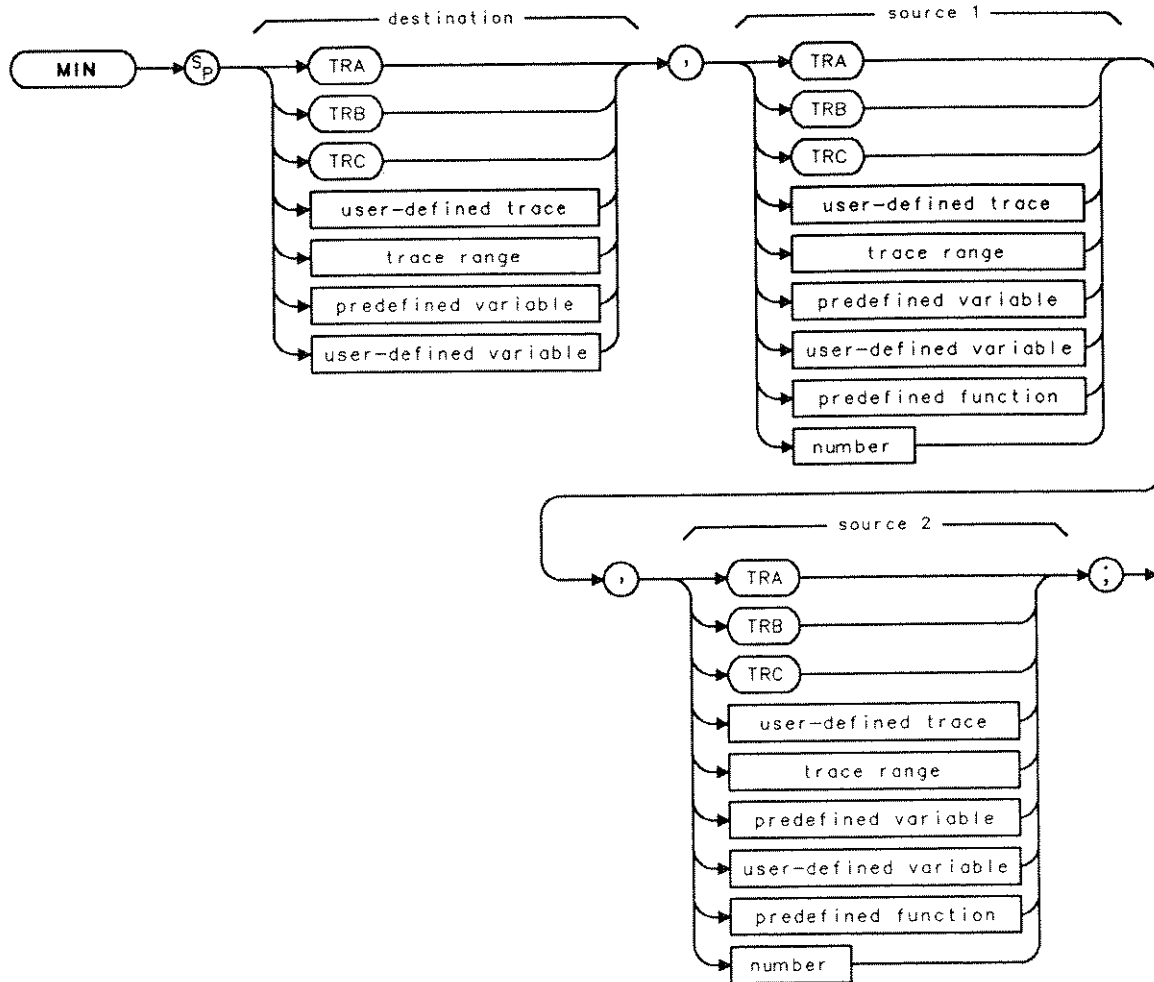 destination
MIN
SP
TRA
TRB
TRC
user-defined trace
trace range
predefined variable
user-defined variable
,
source 1
TRA
TRB
TRC
user-defined trace
trace range
predefined variable
user-defined variable
predefined function
number
source 2
,
TRA
TRB
TRC
user-defined trace
trace range
predefined variable
user-defined variable
predefined function
number
;